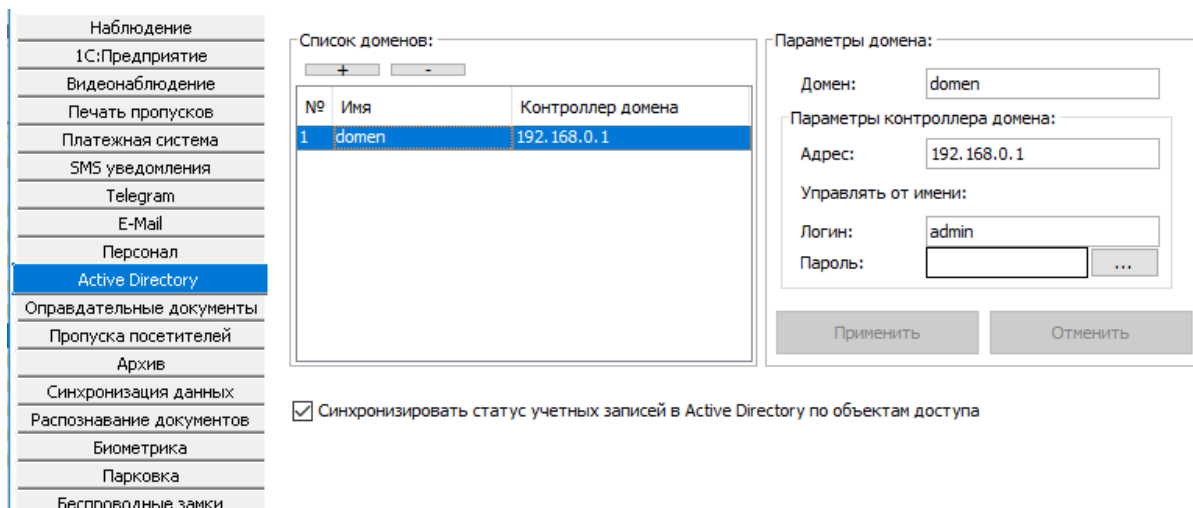 Наблюдение
1С:Предприятие
Видеонаблюдение
Печать пропусков
Платежная система
SMS уведомления
Telegram
E-Mail
Персонал
Active Directory
Оправдательные документы
Пропуска посетителей
Архив
Синхронизация данных
Распознавание документов
Биометрика
Парковка
Беспроводные замки
Список доменов:
+ -
№ Имя Контроллер домена
1 domen 192.168.0.1
Параметры домена:
Домен: domen
Параметры контроллера домена:
Адрес: 192.168.0.1
Управлять от имени:
Логин: admin
Пароль: ...
Применить Отменить
Синхронизировать статус учетных записей в Active Directory по объектам доступа